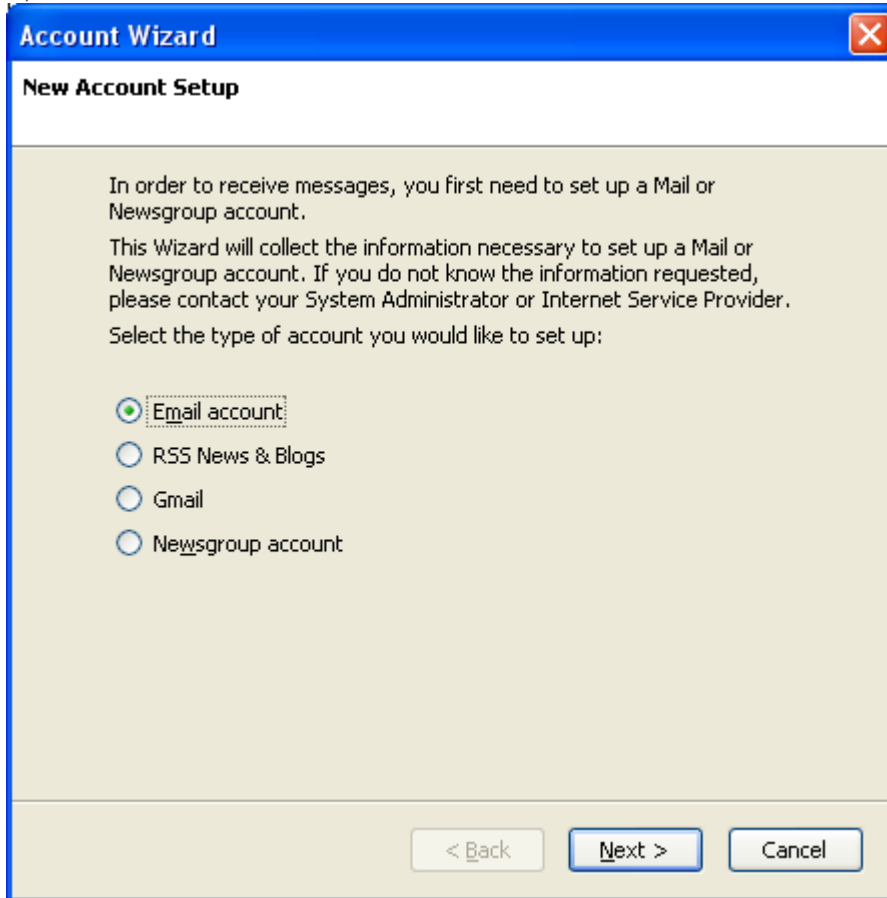 Account Wizard
New Account Setup
In order to receive messages, you first need to set up a Mail or
Newsgroup account.
This Wizard will collect the information necessary to set up a Mail or
Newsgroup account. If you do not know the information requested,
please contact your System Administrator or Internet Service Provider.
Select the type of account you would like to set up:
Email account
RSS News & Blogs
Gmail
Newsgroup account
< Back
Next >
Cancel